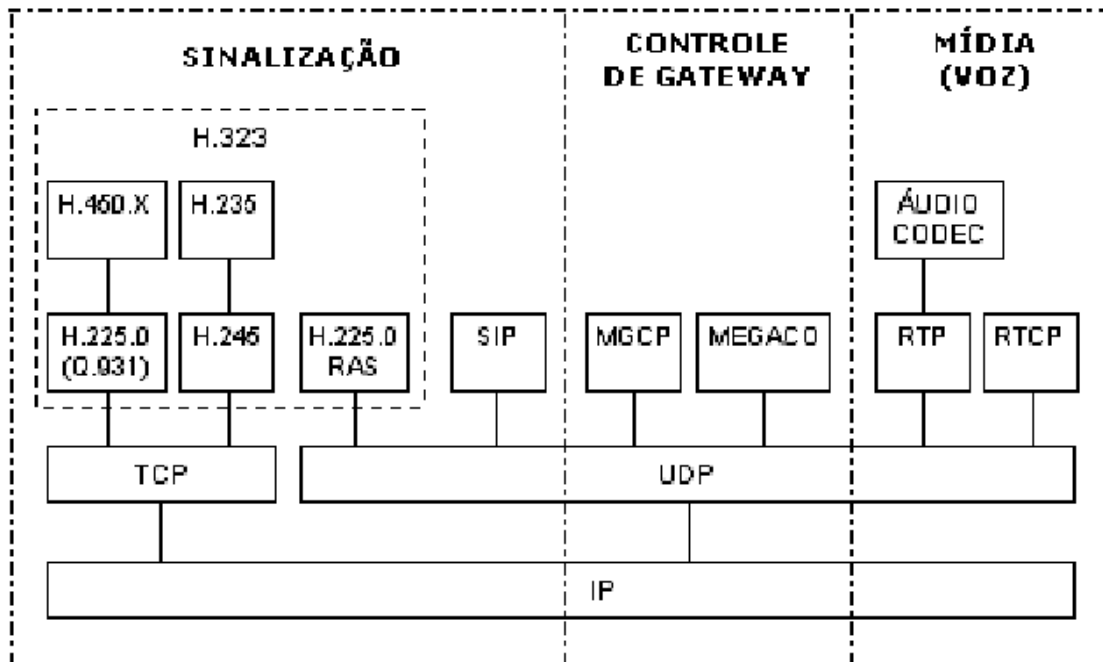 SINALIZAÇÃO
CONTROLE
DE GATEWAY
MÍDIA
(VOZ)
H.323
H.450.X
H.235
ÁUDIO
CODEC
H.225.0
(Q.931)
H.245
H.225.0
RAS
SIP
MGCP
MEGACO
RTP
RTCP
TCP
UDP
IP